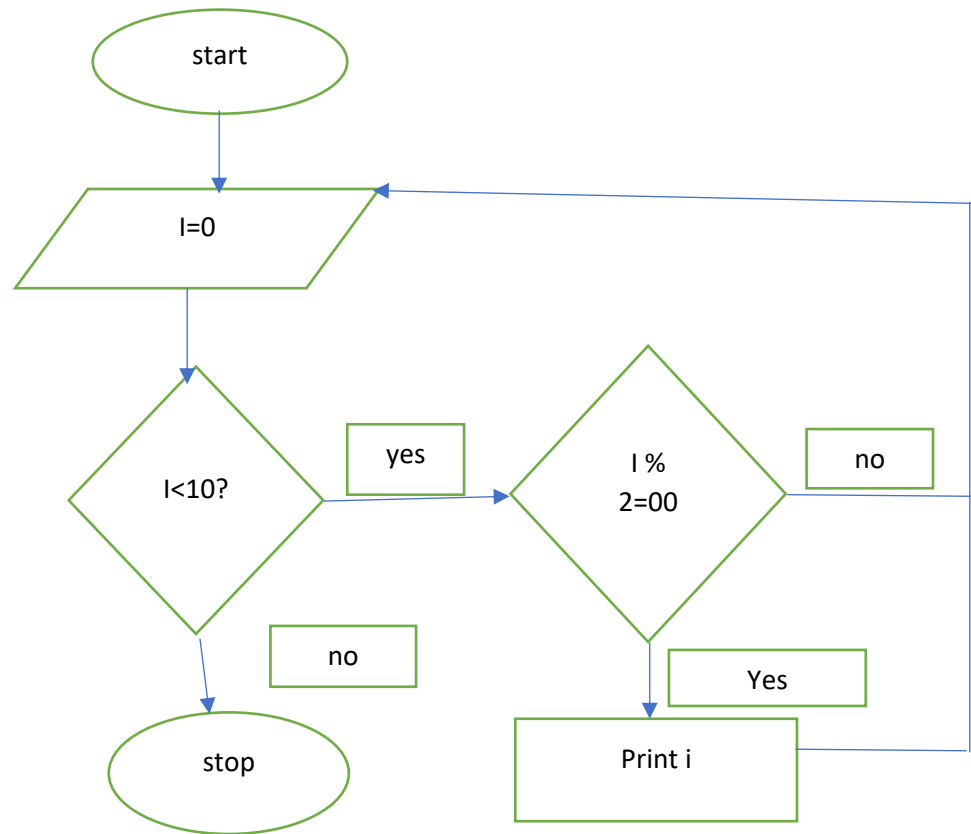 start
I=0
I<10?
yes
I %
2=00
no
no
Yes
stop
Print i